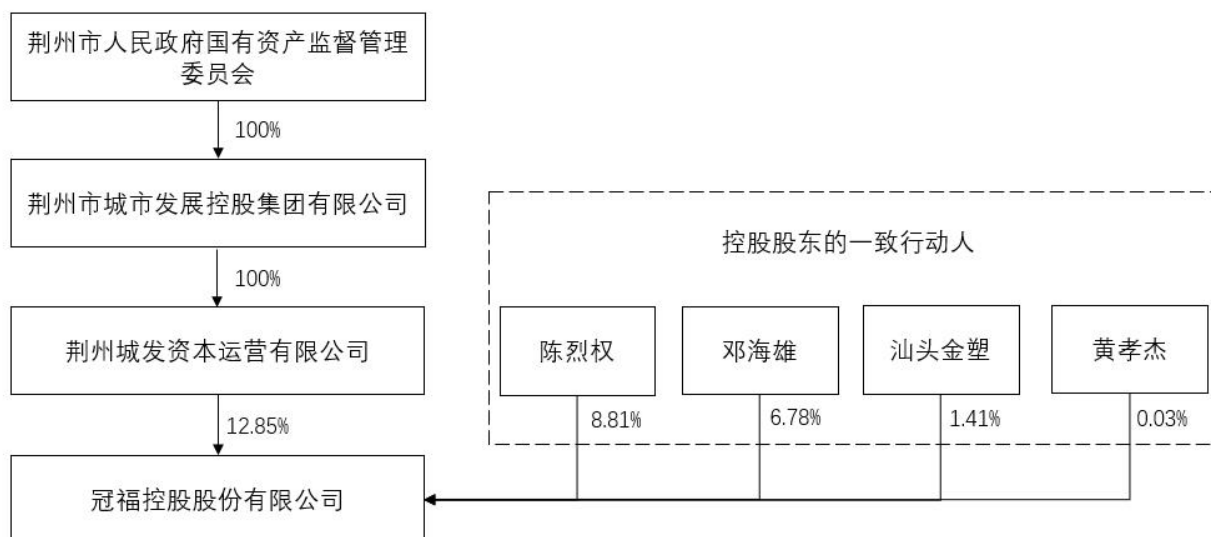 荆州市人民政府国有资产监督管理
委员会
100%
荆州市城市发展控股集团有限公司
控股股东的一致行动人
100%
荆州城发资本运营有限公司
陈烈权
邓海雄
汕头金塑
黄孝杰
12.85%
8.81%
6.78%
1.41%
0.03%
冠福控股股份有限公司